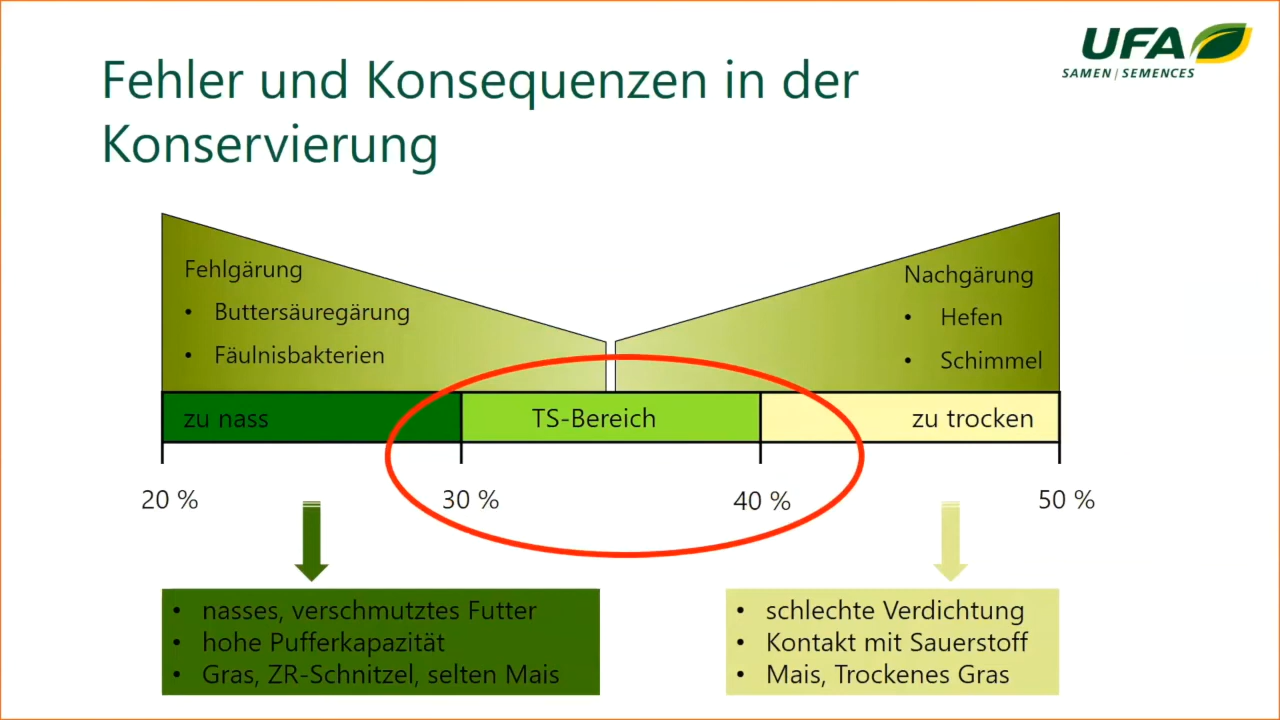 UFA
SAMEN | SEMENCES
Fehler und Konsequenzen in der
Konservierung
Fehlgärung
• Buttersäuregärung
• Fäulnisbakterien
Nachgärung
• Hefen
• Schimmel
zu nass
TS-Bereich
zu trocken
20 %
30 %
40 %
50 %
• nasses, verschmutztes Futter
• hohe Pufferkapazität
• Gras, ZR-Schnitzel, selten Mais
• schlechte Verdichtung
• Kontakt mit Sauerstoff
• Mais, Trockenes Gras